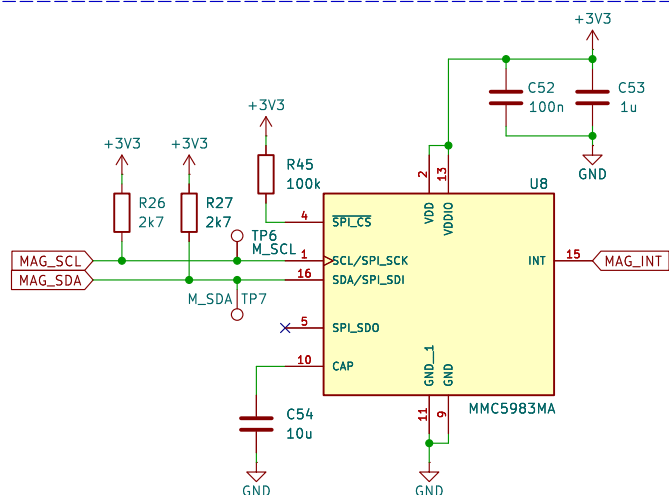 +3V3
C52
100n
C53
1u
GND
+3V3
+3V3
+3V3
R45
100k
R26
2k7
R27
2k7
TP6
M_SCL
MAG_SCL
MAG_SDA
M_SDA TP7
U8
2
13
VDD
VDDIO
4 SPI_CS
1 SCL/SPI_SCK
16 SDA/SPI_SDI
INT 15 MAG_INT
5 SPI_SDO
10 CAP
GND_1
GND
11
9
MMC5983MA
C54
10u
GND
GND